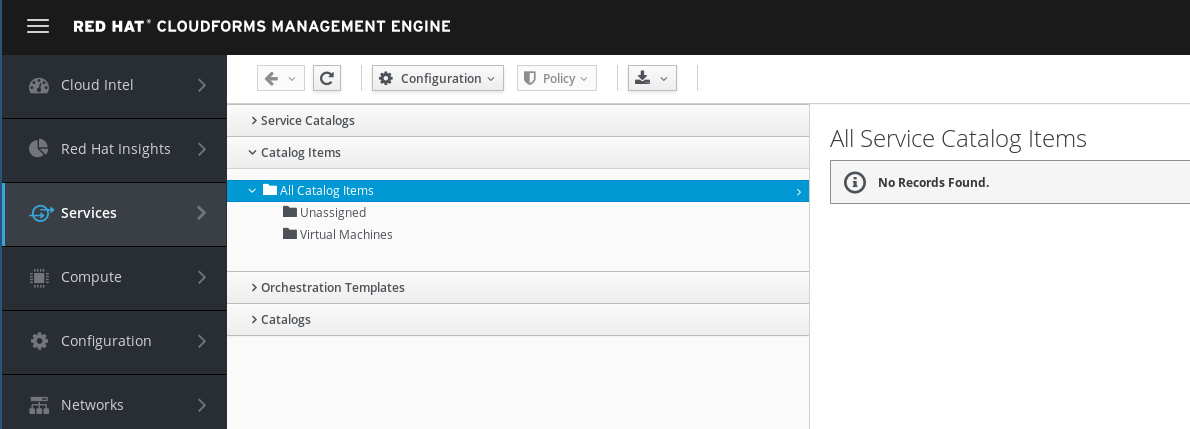 RED HAT® CLOUDFORMS MANAGEMENT ENGINE
Cloud Intel
Red Hat Insights
Services
Compute
Configuration
Networks
Configuration
Policy
Service Catalogs
Catalog Items
All Catalog Items
Unassigned
Virtual Machines
Orchestration Templates
Catalogs
All Service Catalog Items
No Records Found.